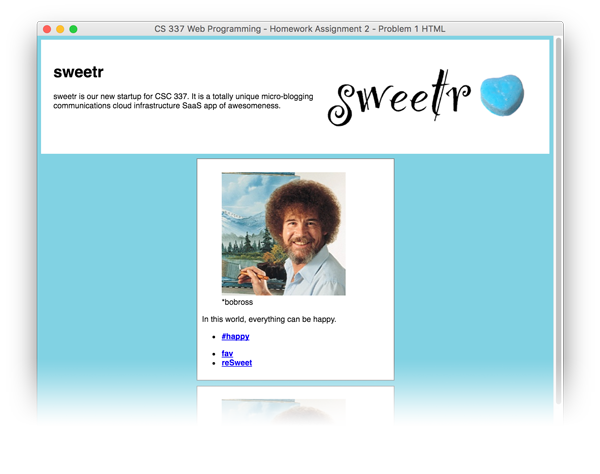 CS 337 Web Programming - Homework Assignment 2 - Problem 1 HTML
sweetr
sweetr is our new startup for CSC 337. It is a totally unique micro-blogging
communications cloud infrastructure SaaS app of awesomeness.
sweetr
*bobross
In this world, everything can be happy.
#happy
fav
reSweet